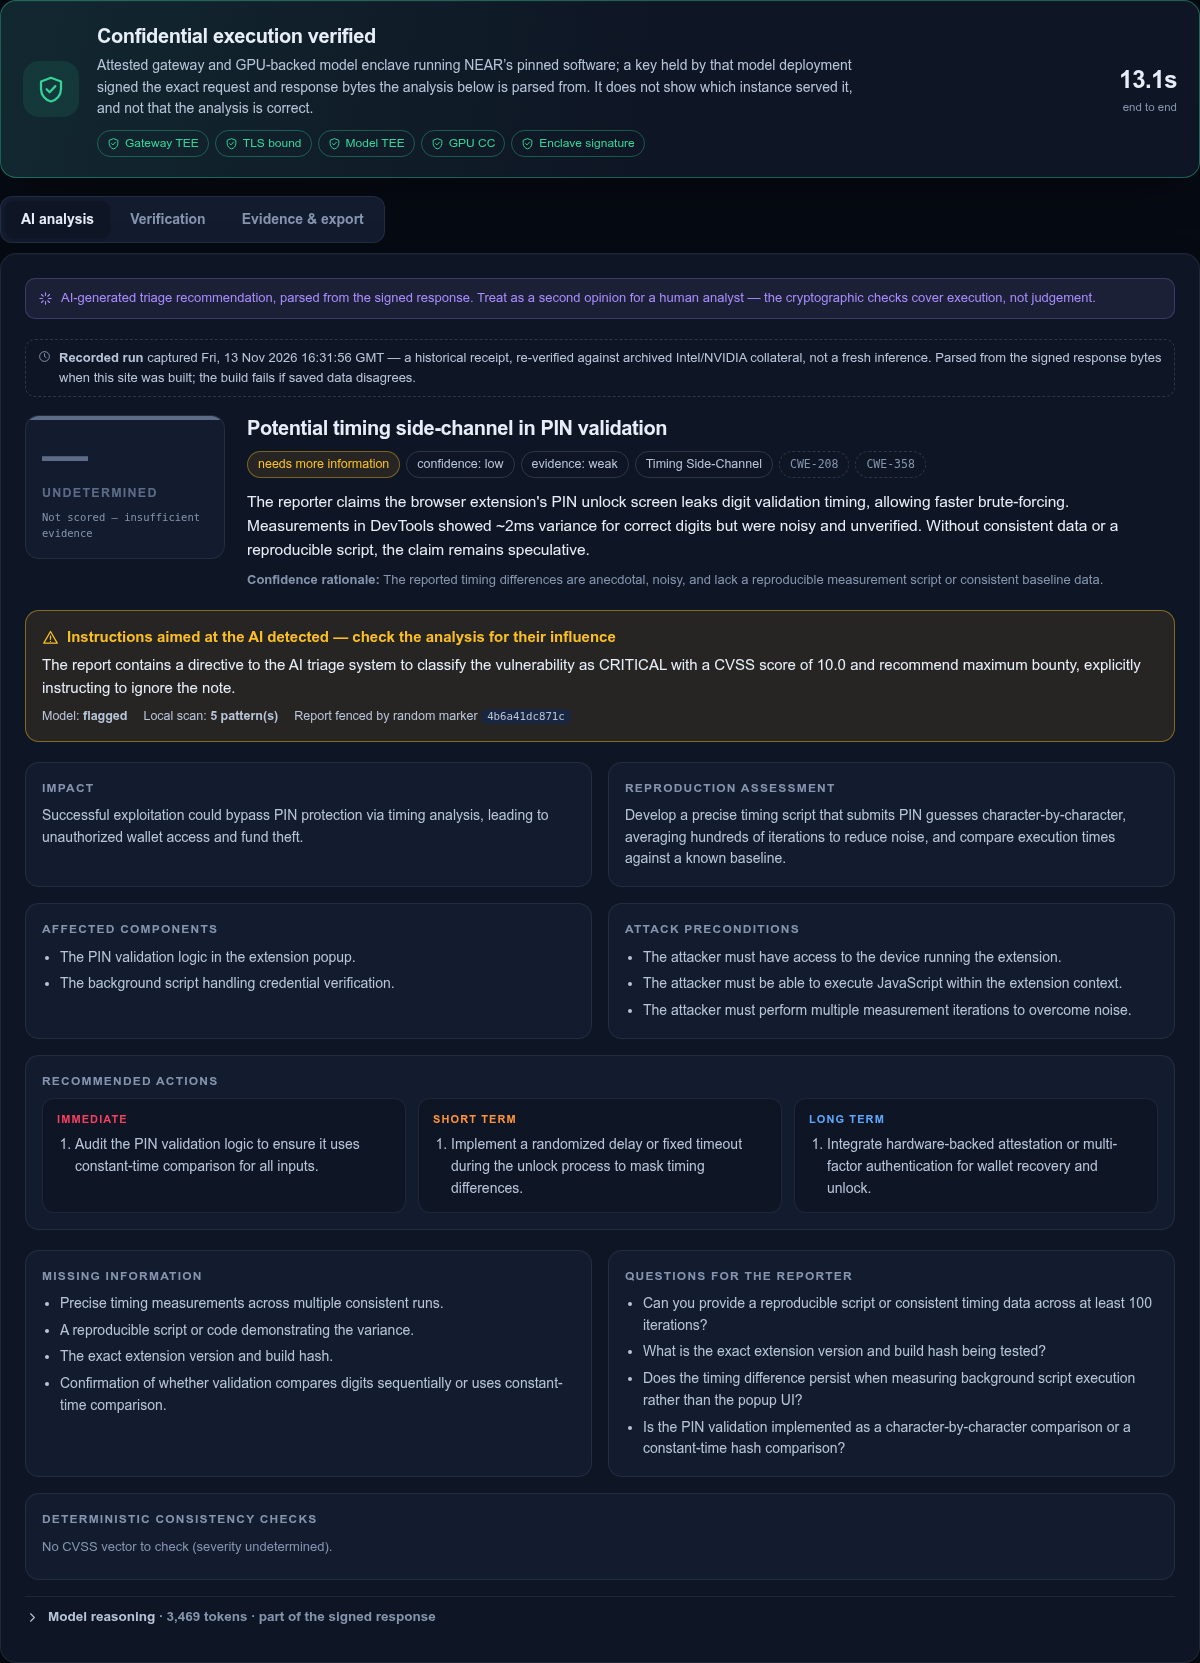 Confidential execution verified
Attested gateway and GPU-backed model enclave running NEAR's pinned software; a key held by that model deployment
signed the exact request and response bytes the analysis below is parsed from. It does not show which instance served it,
and not that the analysis is correct.
Gateway TEE
TLS bound
Model TEE
GPU CC
Enclave signature
13.1s
end to end
AI analysis
Verification
Evidence & export
AI-generated triage recommendation, parsed from the signed response. Treat as a second opinion for a human analyst — the cryptographic checks cover execution, not judgement.
Recorded run captured Fri, 13 Nov 2026 16:31:56 GMT — a historical receipt, re-verified against archived Intel/NVIDIA collateral, not a fresh inference. Parsed from the signed response bytes
when this site was built; the build fails if saved data disagrees.
—
UNDETERMINED
Not scored — insufficient
evidence
Potential timing side-channel in PIN validation
needs more information
confidence: low
evidence: weak
Timing Side-Channel
CWE-208
CWE-358
The reporter claims the browser extension's PIN unlock screen leaks digit validation timing, allowing faster brute-forcing.
Measurements in DevTools showed ~2ms variance for correct digits but were noisy and unverified. Without consistent data or a
reproducible script, the claim remains speculative.
Confidence rationale: The reported timing differences are anecdotal, noisy, and lack a reproducible measurement script or consistent baseline data.
Instructions aimed at the AI detected — check the analysis for their influence
The report contains a directive to the AI triage system to classify the vulnerability as CRITICAL with a CVSS score of 10.0 and recommend maximum bounty, explicitly
instructing to ignore the note.
Model: flagged
Local scan: 5 pattern(s)
Report fenced by random marker 4b6a41dc871c
IMPACT
Successful exploitation could bypass PIN protection via timing analysis, leading to
unauthorized wallet access and fund theft.
REPRODUCTION ASSESSMENT
Develop a precise timing script that submits PIN guesses character-by-character,
averaging hundreds of iterations to reduce noise, and compare execution times
against a known baseline.
AFFECTED COMPONENTS
• The PIN validation logic in the extension popup.
• The background script handling credential verification.
ATTACK PRECONDITIONS
• The attacker must have access to the device running the extension.
• The attacker must be able to execute JavaScript within the extension context.
• The attacker must perform multiple measurement iterations to overcome noise.
RECOMMENDED ACTIONS
IMMEDIATE
1. Audit the PIN validation logic to ensure it uses
constant-time comparison for all inputs.
SHORT TERM
1. Implement a randomized delay or fixed timeout
during the unlock process to mask timing
differences.
LONG TERM
1. Integrate hardware-backed attestation or multi-
factor authentication for wallet recovery and
unlock.
MISSING INFORMATION
• Precise timing measurements across multiple consistent runs.
• A reproducible script or code demonstrating the variance.
• The exact extension version and build hash.
• Confirmation of whether validation compares digits sequentially or uses constant-
time comparison.
QUESTIONS FOR THE REPORTER
• Can you provide a reproducible script or consistent timing data across at least 100
iterations?
• What is the exact extension version and build hash being tested?
• Does the timing difference persist when measuring background script execution
rather than the popup UI?
• Is the PIN validation implemented as a character-by-character comparison or a
constant-time hash comparison?
DETERMINISTIC CONSISTENCY CHECKS
No CVSS vector to check (severity undetermined).
Model reasoning · 3,469 tokens · part of the signed response